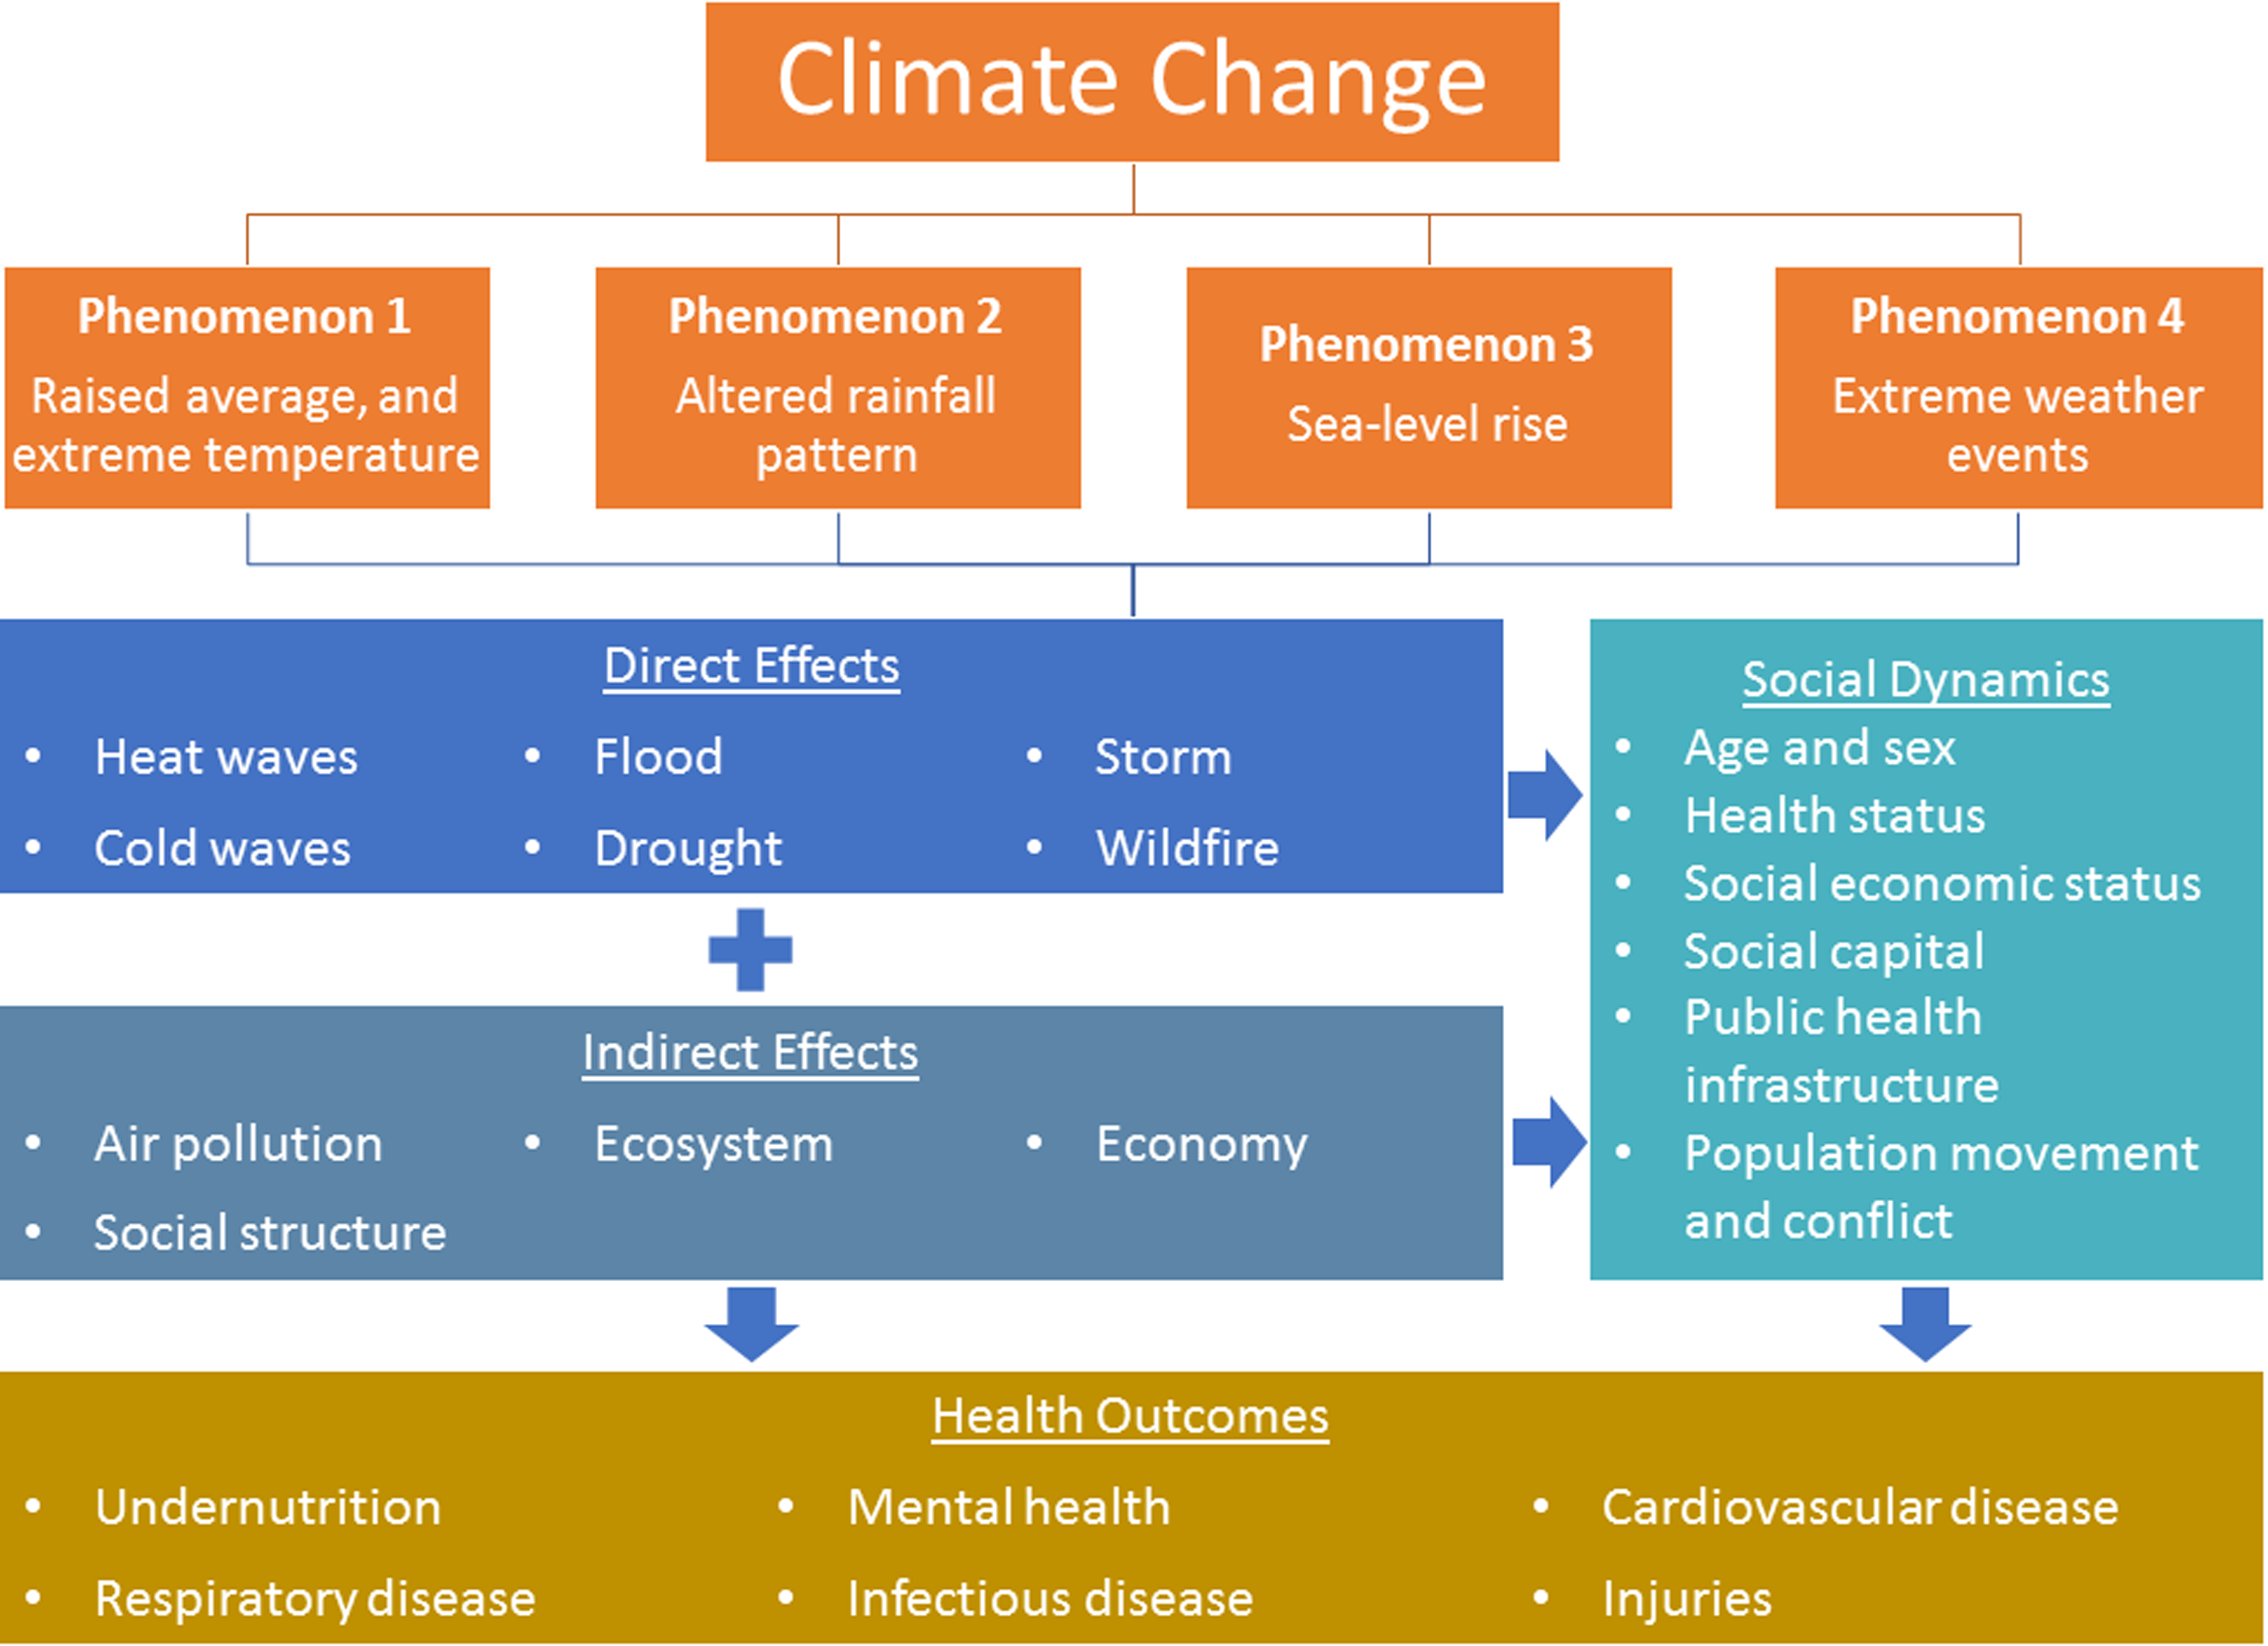 Climate Change
Phenomenon 1
Raised average, and
extreme temperature
Phenomenon 2
Altered rainfall
pattern
Phenomenon 3
Sea-level rise
Phenomenon 4
Extreme weather
events
Direct Effects
• Heat waves
• Flood
• Storm
• Cold waves
• Drought
• Wildfire
Indirect Effects
• Air pollution
• Ecosystem
• Economy
• Social structure
Social Dynamics
• Age and sex
• Health status
• Social economic status
• Social capital
• Public health
infrastructure
• Population movement
and conflict
Health Outcomes
• Undernutrition
• Mental health
• Cardiovascular disease
• Respiratory disease
• Infectious disease
• Injuries